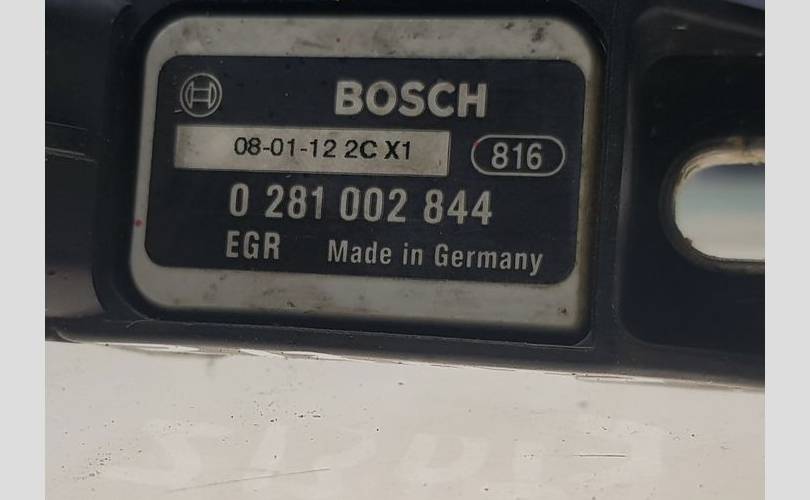 BOSCH
08-01-12 2C X1
816
0 281 002 844
EGR Made in Germany